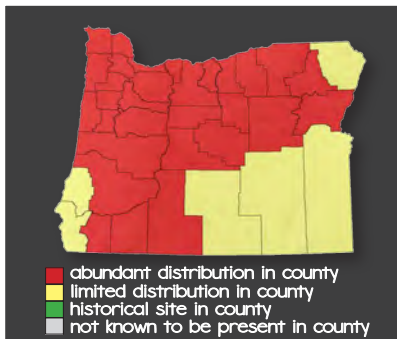 abundant distribution in county
limited distribution in county
historical site in county
not known to be present in county